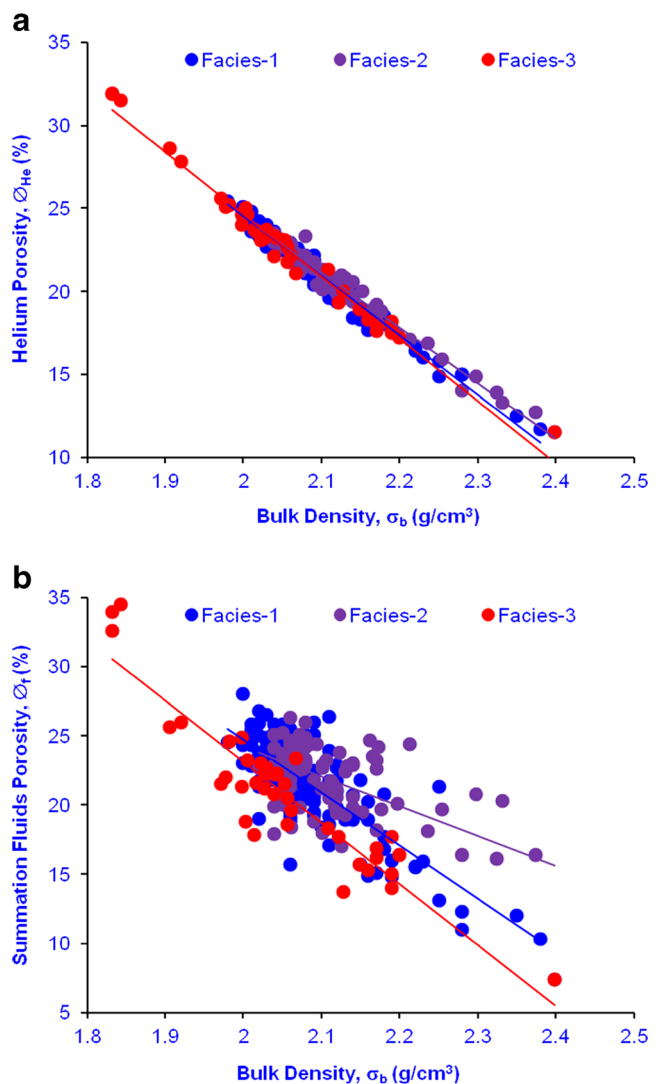 a
35
30
25
20
15
10
Helium Porosity, ∅He (%)
Facies-1 Facies-2 Facies-3
1.8 1.9 2 2.1 2.2 2.3 2.4 2.5
Bulk Density, σb (g/cm³)
b
35
30
25
20
15
10
5
Summation Fluids Porosity, ∅f (%)
Facies-1 Facies-2 Facies-3
1.8 1.9 2 2.1 2.2 2.3 2.4 2.5
Bulk Density, σb (g/cm³)